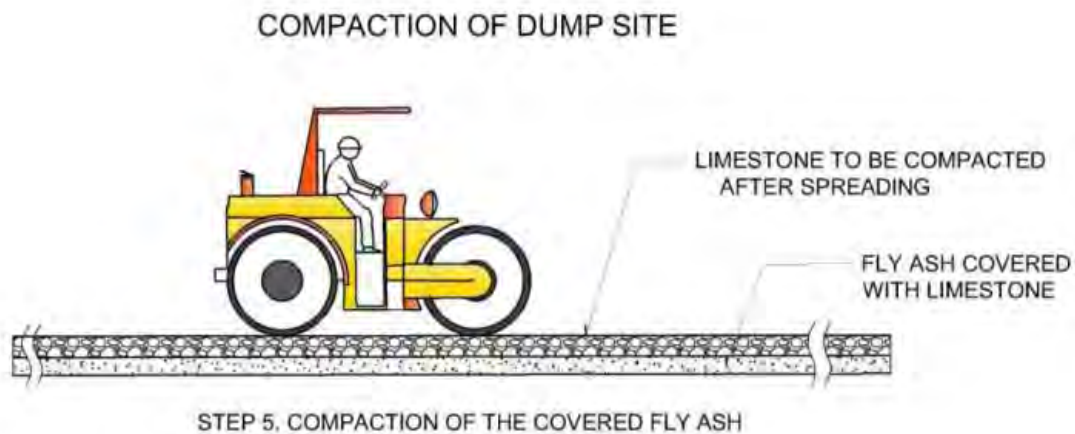 COMPACTION OF DUMP SITE
LIMESTONE TO BE COMPACTED
AFTER SPREADING
FLY ASH COVERED
WITH LIMESTONE
STEP 5. COMPACTION OF THE COVERED FLY ASH